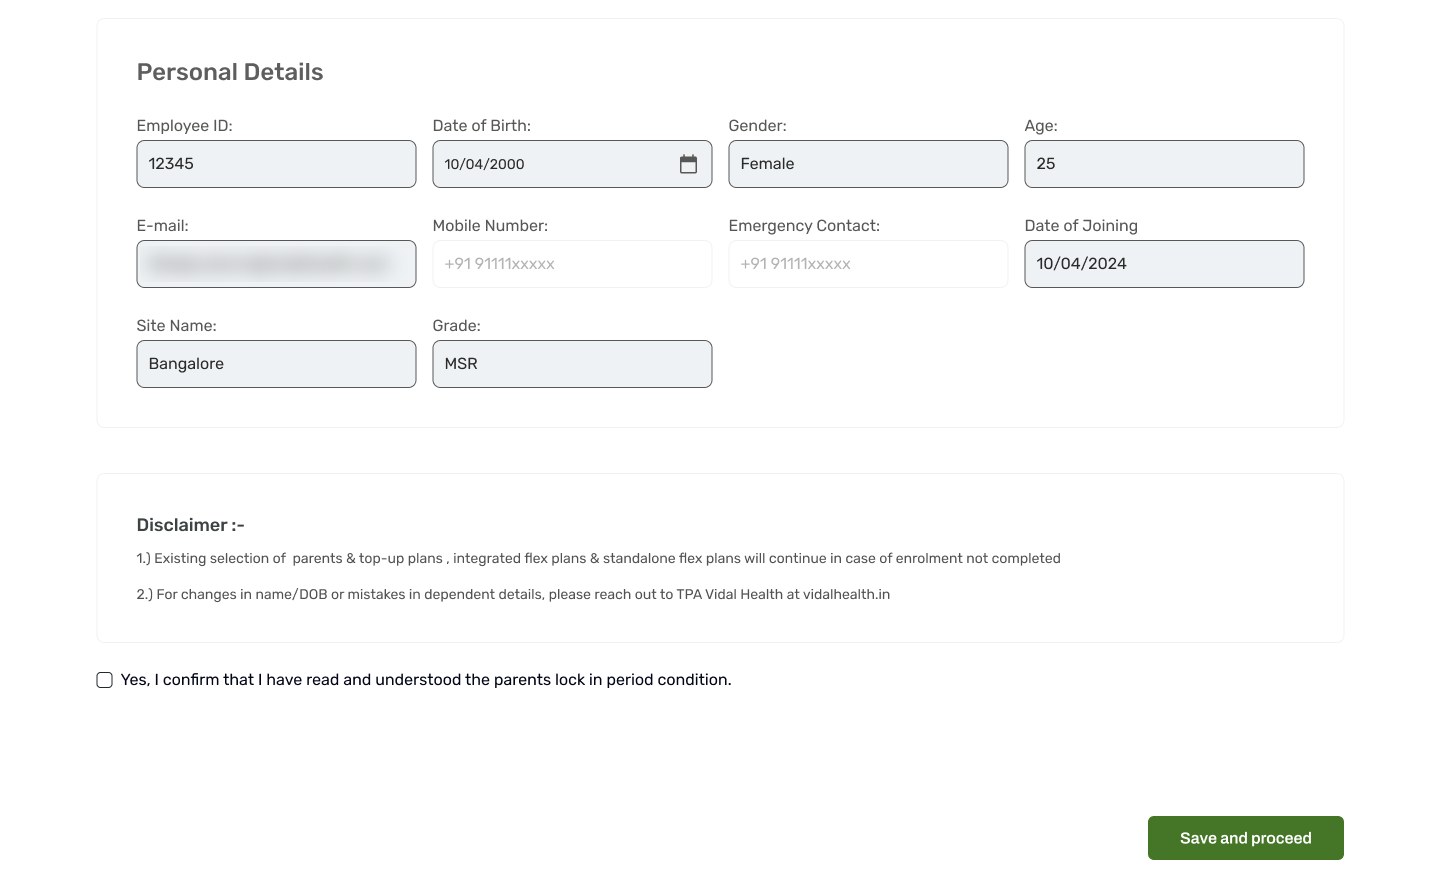 Personal Details
Employee ID: Date of Birth: Gender: Age:
12345 10/04/2000 Female 25
E-mail: Mobile Number: Emergency Contact: Date of Joining
+91 91111xxxxx +91 91111xxxxx 10/04/2024
Site Name: Grade:
Bangalore MSR
Disclaimer :-
1.) Existing selection of  parents & top-up plans , integrated flex plans & standalone flex plans will continue in case of enrolment not completed
2.) For changes in name/DOB or mistakes in dependent details, please reach out to TPA Vidal Health at vidalhealth.in
Yes, I confirm that I have read and understood the parents lock in period condition.
Save and proceed